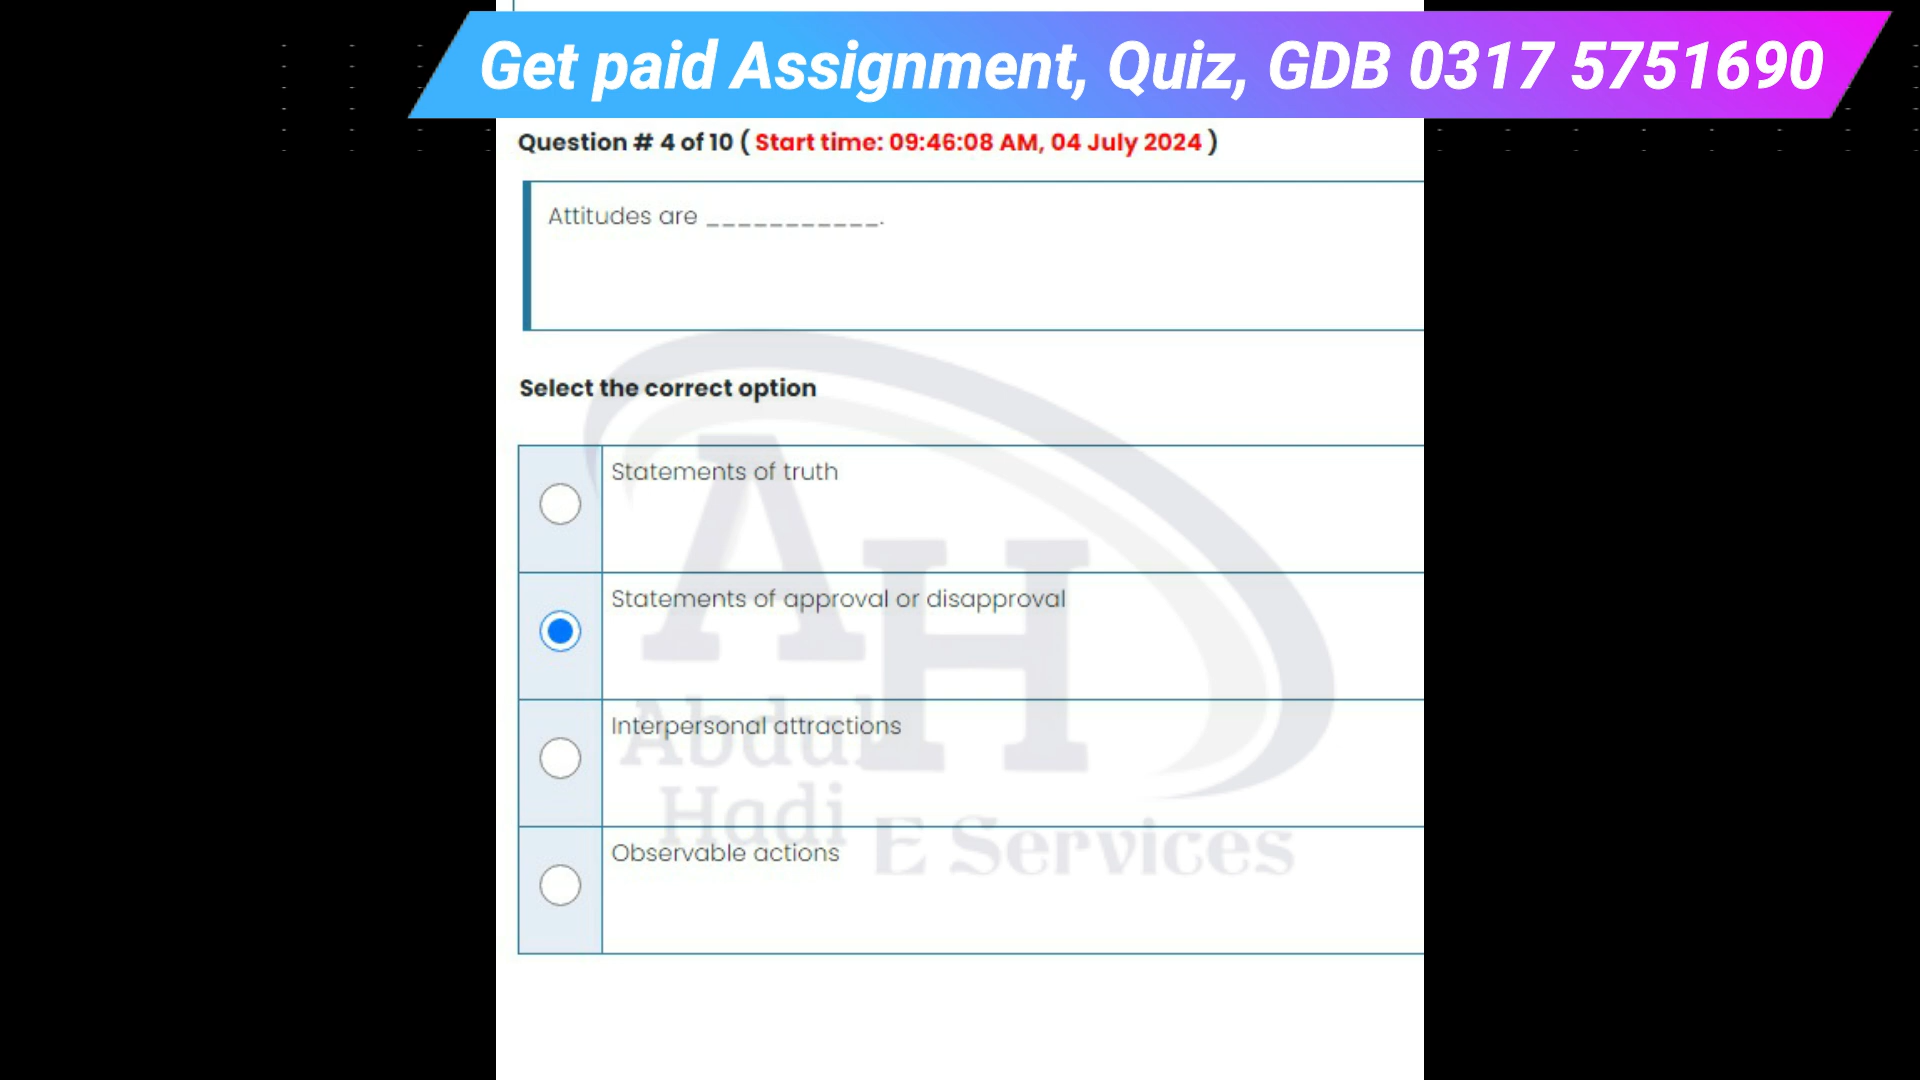 Get paid Assignment, Quiz, GDB 0317 5751690
Question # 4 of 10 ( Start time: 09:46:08 AM, 04 July 2024 )
Attitudes are ___________.
Select the correct option
Statements of truth
Statements of approval or disapproval
Interpersonal attractions
Observable actions
AH
Abdul
Hadi
E Services